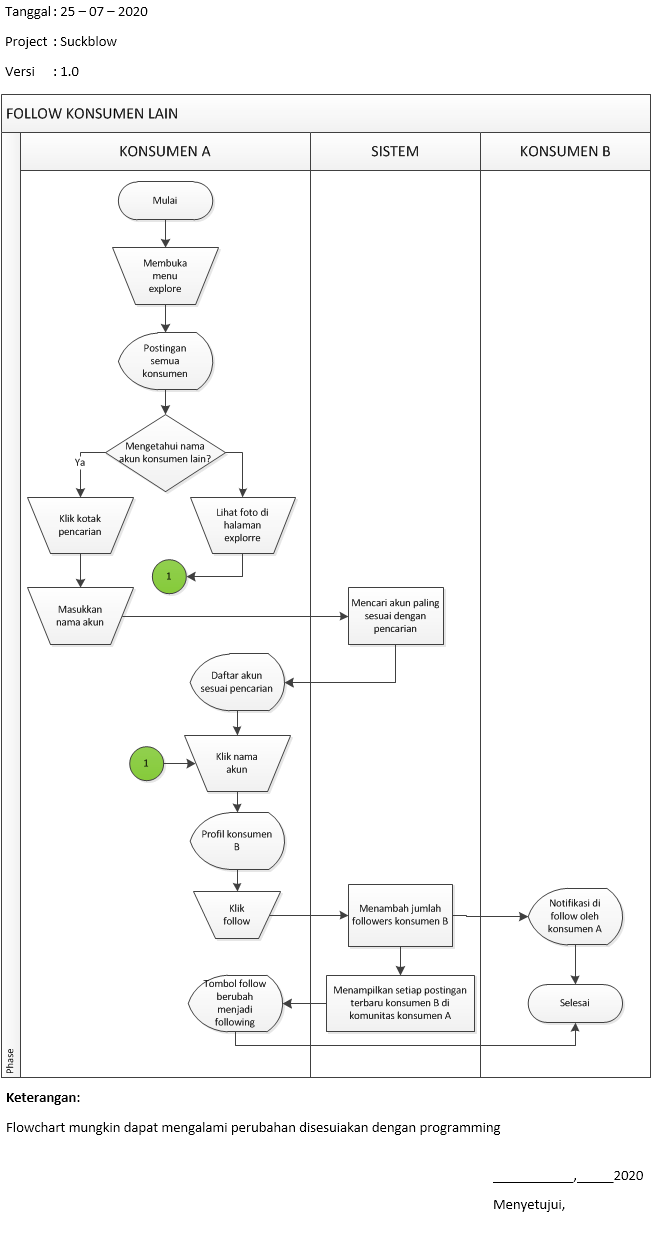 Tanggal : 25 – 07 – 2020
Project : Suckblow
Versi : 1.0
FOLLOW KONSUMEN LAIN
KONSUMEN A
SISTEM
KONSUMEN B
Mulai
Membuka
menu
explore
Postingan
semua
konsumen
Mengetahui nama
akun konsumen lain?
Ya
Klik kotak
pencarian
Lihat foto di
halaman
explorre
1
Masukkan
nama akun
Mencari akun paling
sesuai dengan
pencarian
Daftar akun
sesuai pencarian
1
Klik nama
akun
Profil konsumen
B
Klik
follow
Menambah jumlah
followers konsumen B
Notifikasi di
follow oleh
konsumen A
Tombol follow
berubah
menjadi
following
Menampilkan setiap postingan
terbaru konsumen B di
komunitas konsumen A
Selesai
Phase
Keterangan:
Flowchart mungkin dapat mengalami perubahan disesuiakan dengan programming
___________,_____2020
Menyetujui,